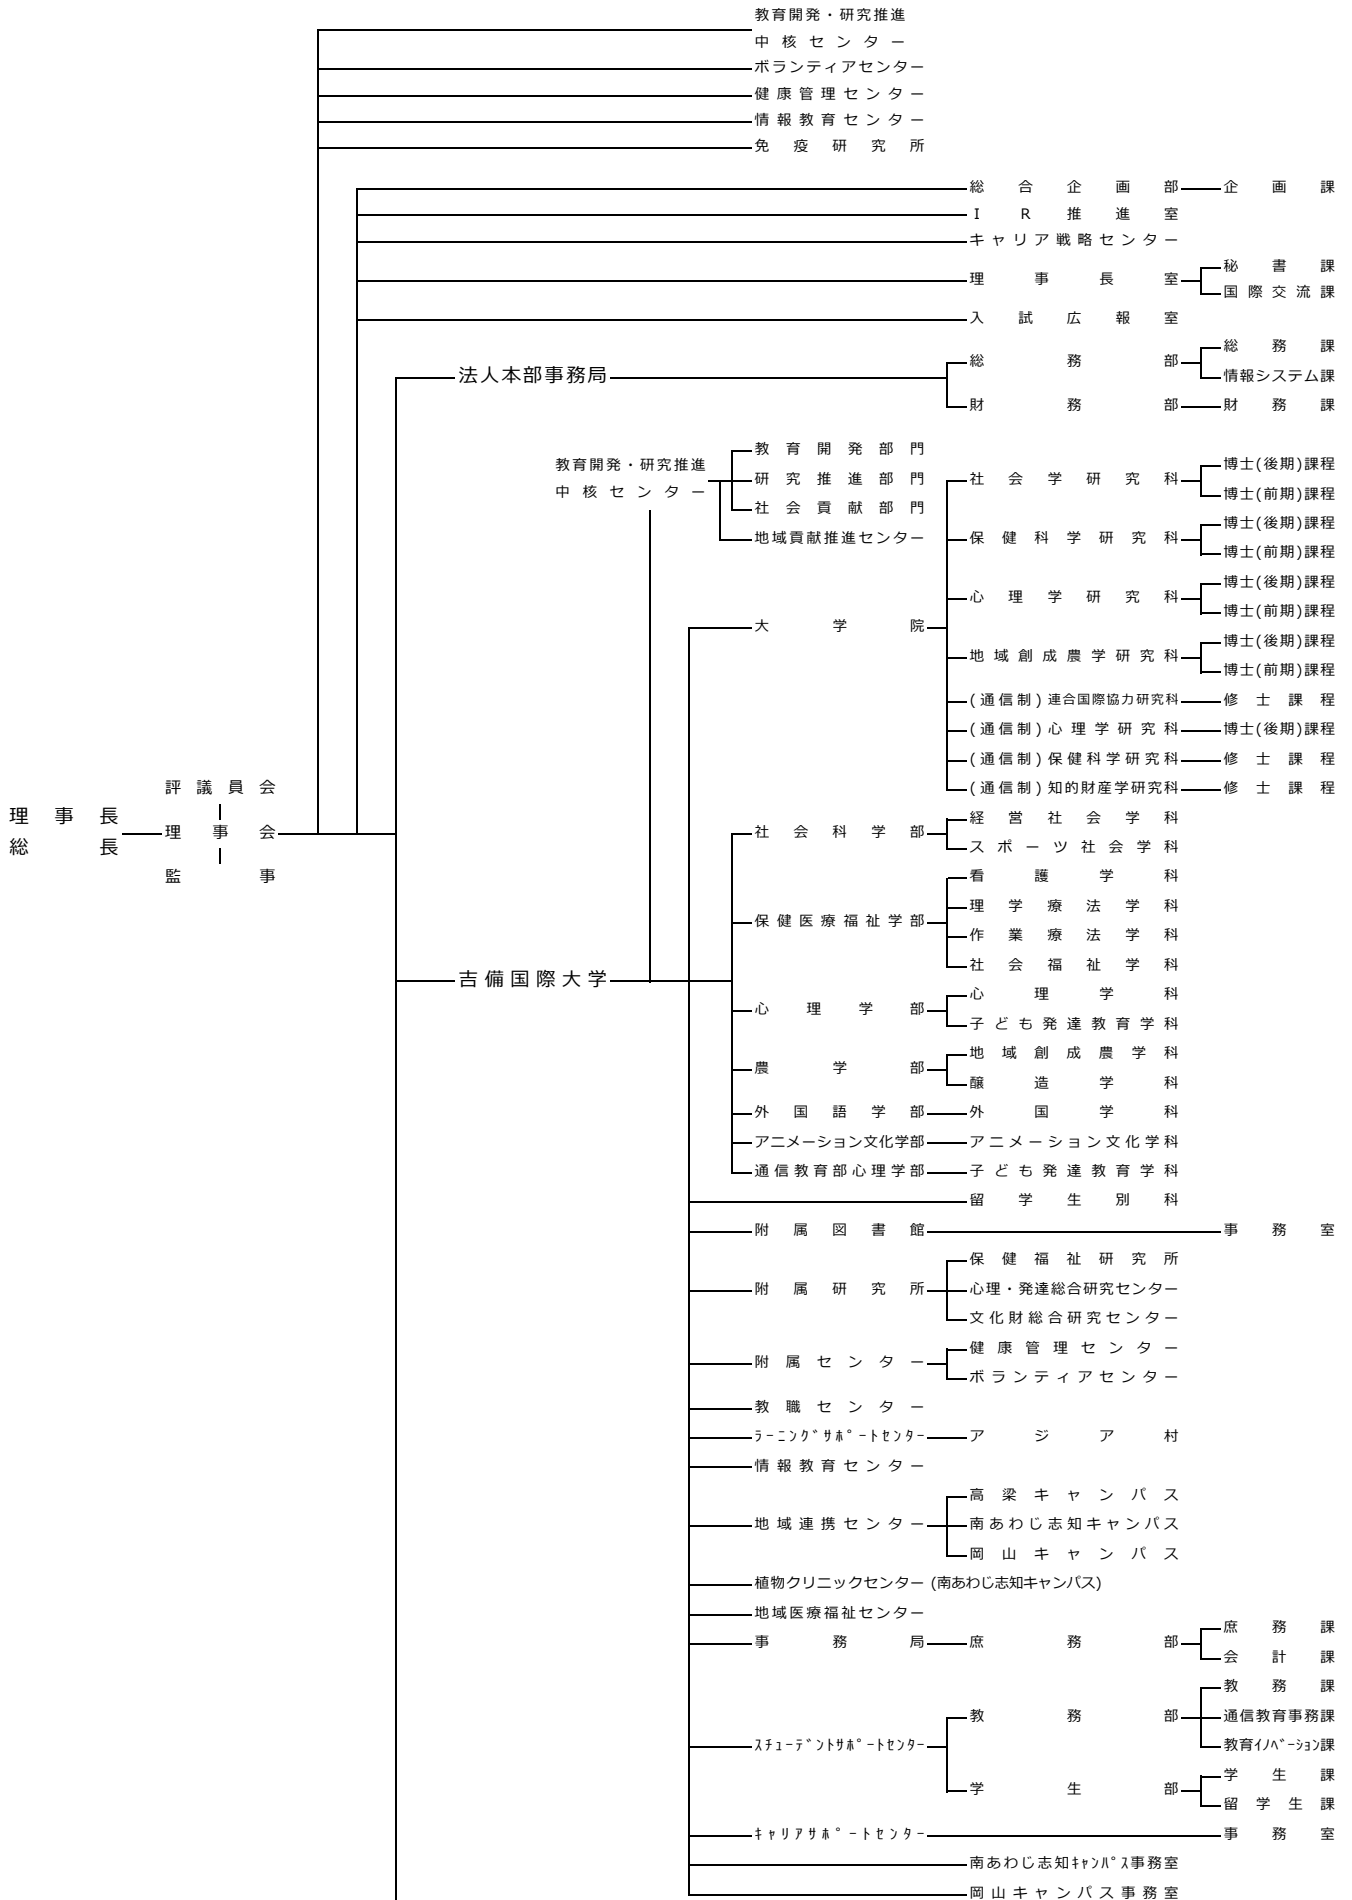 教育開発・研究推進
中核センター
ボランティアセンター
健康管理センター
情報教育センター
免疫研究所
総合企画部 企画課
ＩＲ推進室
キャリア戦略センター
理事長室 秘書課
国際交流課
入試広報室
法人本部事務局 総務部 総務課
情報システム課
財務部 財務課
教育開発・研究推進
中核センター
教育開発部門
研究推進部門
社会貢献部門
地域貢献推進センター
大学院
社会学研究科 博士(後期)課程
博士(前期)課程
保健科学研究科 博士(後期)課程
博士(前期)課程
心理学研究科 博士(後期)課程
博士(前期)課程
地域創成農学研究科 博士(後期)課程
博士(前期)課程
(通信制)連合国際協力研究科 修士課程
(通信制)心理学研究科 博士(後期)課程
(通信制)保健科学研究科 修士課程
(通信制)知的財産学研究科 修士課程
理事長
総長
評議員会
理事会
監事
吉備国際大学
社会科学部 経営社会学科
スポーツ社会学科
保健医療福祉学部 看護学科
理学療法学科
作業療法学科
社会福祉学科
心理学部 心理学科
子ども発達教育学科
農学部 地域創成農学科
醸造学科
外国語学部 外国学科
アニメーション文化学部 アニメーション文化学科
通信教育部心理学部 子ども発達教育学科
留学生別科
附属図書館 事務室
附属研究所 保健福祉研究所
心理・発達総合研究センター
文化財総合研究センター
附属センター 健康管理センター
ボランティアセンター
教職センター
ﾗｰﾆﾝｸﾞｻﾎﾟｰﾄｾﾝﾀｰ アジア村
情報教育センター
地域連携センター 高梁キャンパス
南あわじ志知キャンパス
岡山キャンパス
植物クリニックセンター (南あわじ志知キャンパス)
地域医療福祉センター
事務局 庶務部 庶務課
会計課
ｽﾁｭｰﾃﾞﾝﾄｻﾎﾟｰﾄｾﾝﾀｰ 教務部 教務課
通信教育事務課
教育ｲﾉﾍﾞｰｼｮﾝ課
学生部 学生課
留学生課
ｷｬﾘｱｻﾎﾟｰﾄｾﾝﾀｰ 事務室
南あわじ志知ｷｬﾝﾊﾟｽ事務室
岡山キャンパス事務室